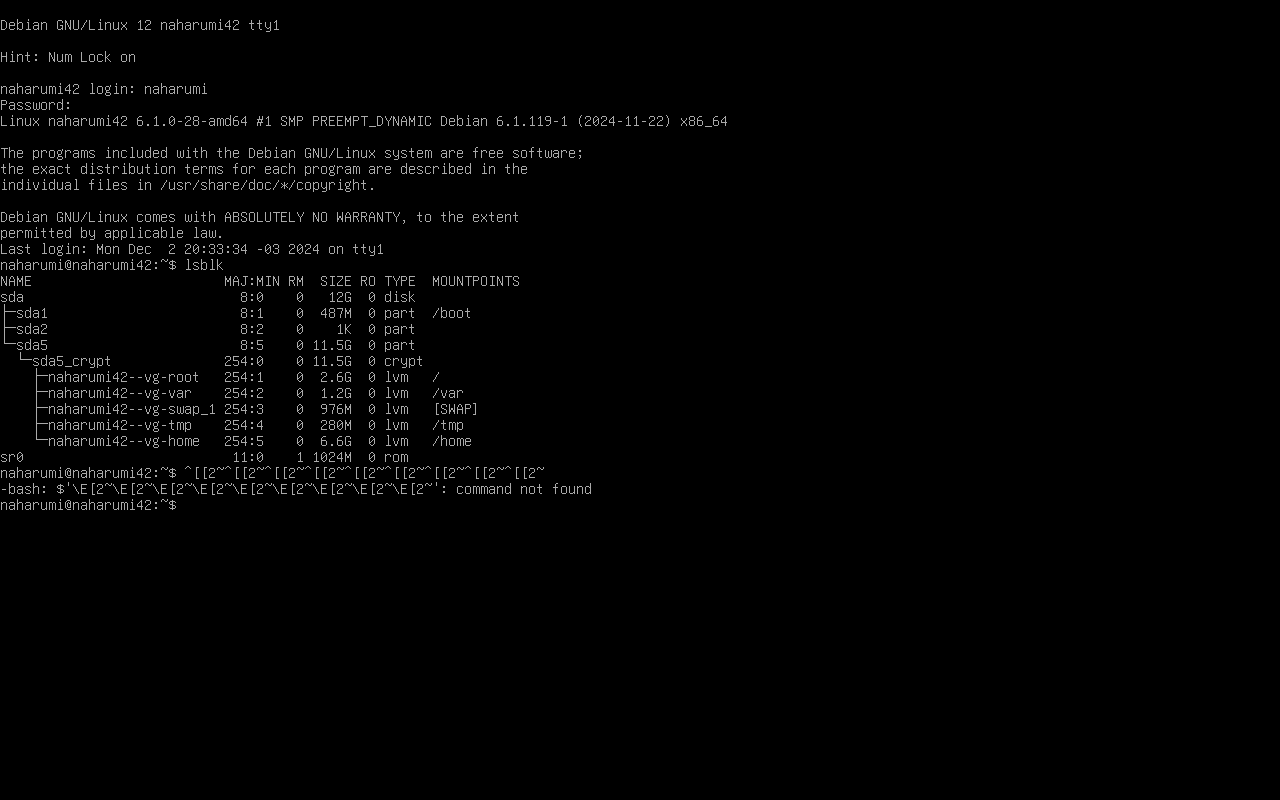 Debian GNU/Linux 12 naharumi42 tty1
Hint: Num Lock on
naharumi42 login: naharumi
Password:
Linux naharumi42 6.1.0-28-amd64 #1 SMP PREEMPT_DYNAMIC Debian 6.1.119-1 (2024-11-22) x86_64
The programs included with the Debian GNU/Linux system are free software;
the exact distribution terms for each program are described in the
individual files in /usr/share/doc/*/copyright.
Debian GNU/Linux comes with ABSOLUTELY NO WARRANTY, to the extent
permitted by applicable law.
Last login: Mon Dec  2 20:33:34 -03 2024 on tty1
naharumi@naharumi42:~$ lsblk
NAME                        MAJ:MIN RM  SIZE RO TYPE  MOUNTPOINTS
sda                           8:0    0   12G  0 disk
├─sda1                        8:1    0  487M  0 part  /boot
├─sda2                        8:2    0    1K  0 part
└─sda5                        8:5    0 11.5G  0 part
  └─sda5_crypt              254:0    0 11.5G  0 crypt
    ├─naharumi42--vg-root   254:1    0  2.6G  0 lvm   /
    ├─naharumi42--vg-var    254:2    0  1.2G  0 lvm   /var
    ├─naharumi42--vg-swap_1 254:3    0  976M  0 lvm   [SWAP]
    ├─naharumi42--vg-tmp    254:4    0  280M  0 lvm   /tmp
    └─naharumi42--vg-home   254:5    0  6.6G  0 lvm   /home
sr0                          11:0    1 1024M  0 rom
naharumi@naharumi42:~$ ^[[2~^[[2~^[[2~^[[2~^[[2~^[[2~^[[2~^[[2~^[[2~
-bash: $'\E[2~\E[2~\E[2~\E[2~\E[2~\E[2~\E[2~\E[2~\E[2~': command not found
naharumi@naharumi42:~$